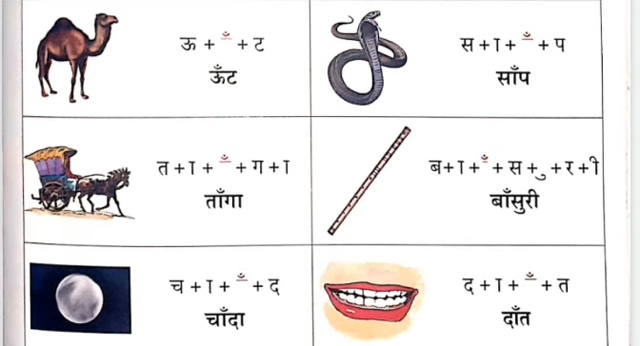 ऊ + ँ + ट
ऊँट
स + ा + ँ + प
साँप
त + ा + ँ + ग + ा
ताँगा
ब + ा + ँ + स + ु + र + ी
बाँसुरी
च + ा + ँ + द
चाँदा
द + ा + ँ + त
दाँत